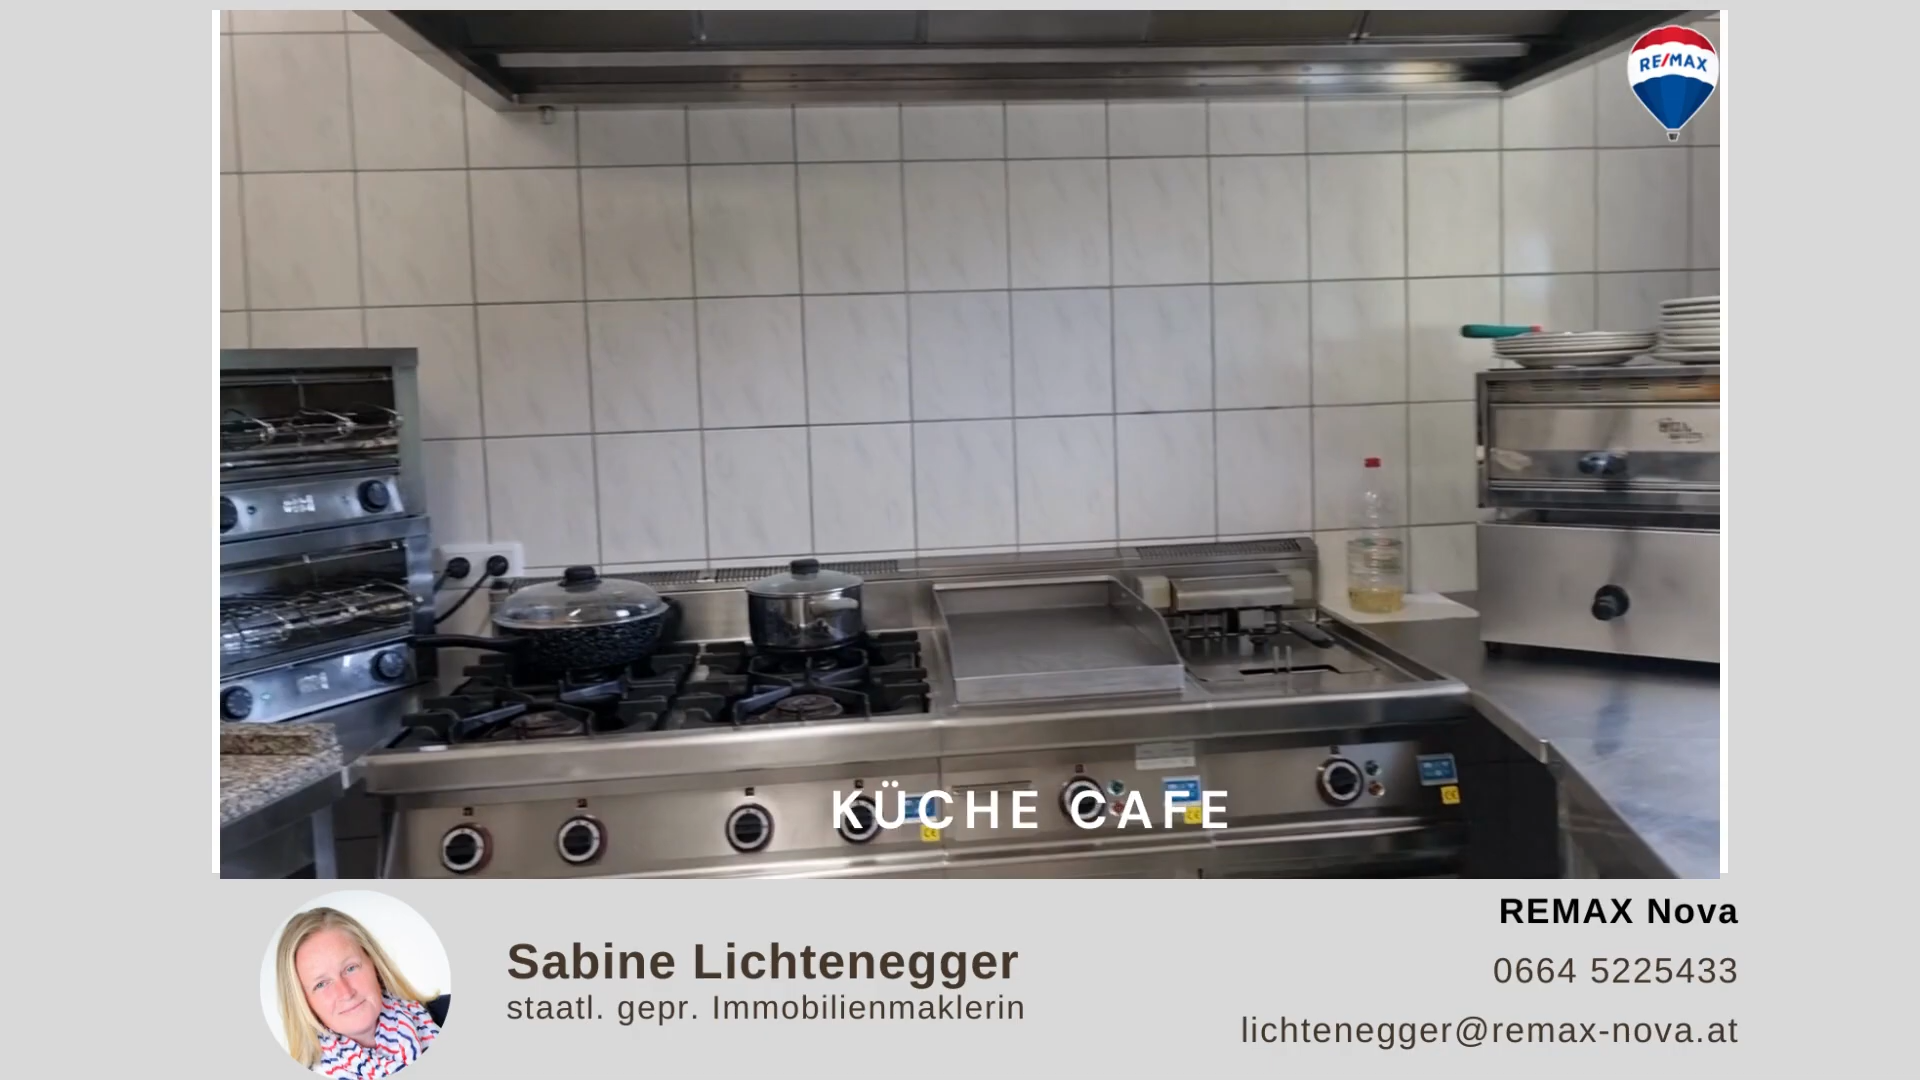 RE/MAX
KÜCHE CAFE
Sabine Lichtenegger
staatl. gepr. Immobilienmaklerin
REMAX Nova
0664 5225433
lichtenegger@remax-nova.at